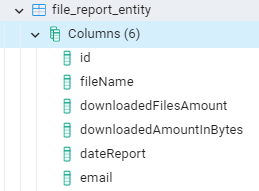 file_report_entity
Columns (6)
id
fileName
downloadedFilesAmount
downloadedAmountInBytes
dateReport
email